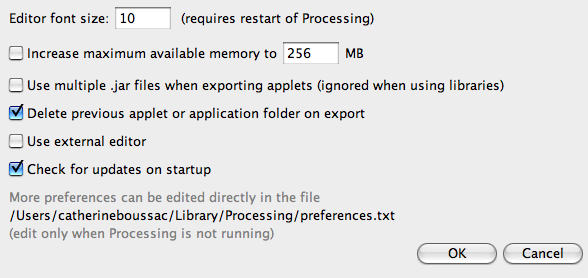 Editor font size: 10 (requires restart of Processing)
Increase maximum available memory to 256 MB
Use multiple .jar files when exporting applets (ignored when using libraries)
Delete previous applet or application folder on export
Use external editor
Check for updates on startup
More preferences can be edited directly in the file
/Users/catherineboussac/Library/Processing/preferences.txt
(edit only when Processing is not running)
OK Cancel